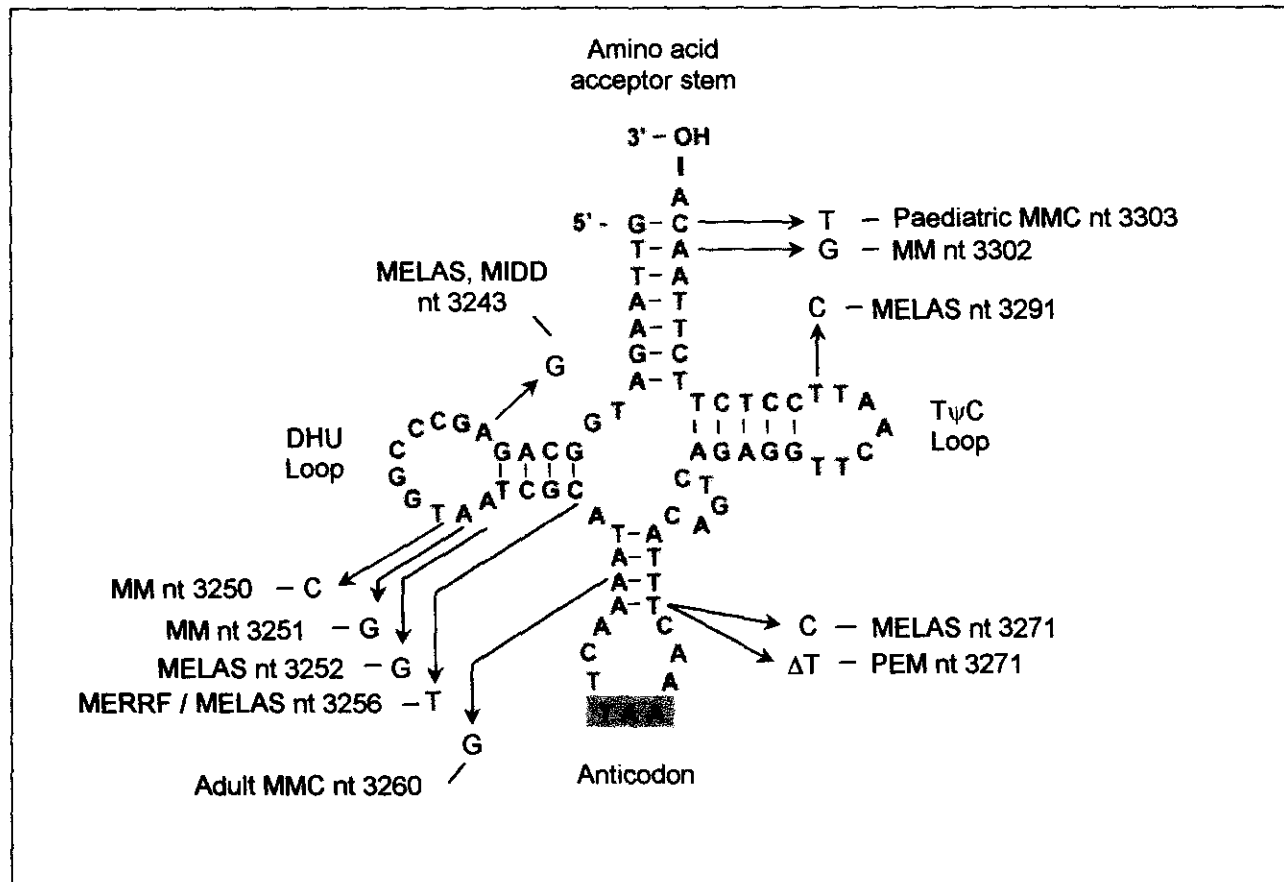 Amino acid
acceptor stem
3' – OH
A
5' - G – C → T – Paediatric MMC nt 3303
T – A → G – MM nt 3302
T – A
A – T
A – T
G – C
A – T
MELAS, MIDD
nt 3243
G
C – MELAS nt 3291
T G
DHU
Loop
A G C C C G G T A A
G A C G
T C G C
T C T C C T T A
A G A G G T T C A
TψC
Loop
C T G A C
A
T – A
A – T
A – T
A – T
A C
C A
T A
T A A
Anticodon
MM nt 3250 – C
MM nt 3251 – G
MELAS nt 3252 – G
MERRF / MELAS nt 3256 – T
G
Adult MMC nt 3260
C – MELAS nt 3271
ΔT – PEM nt 3271